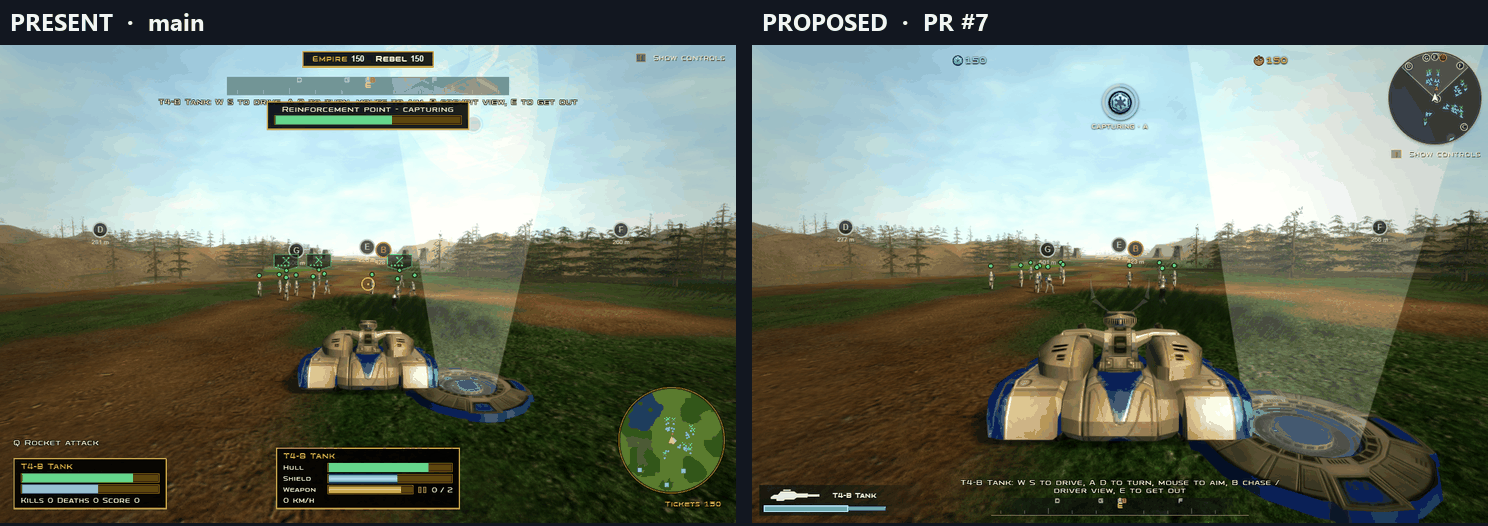 PRESENT · main
PROPOSED · PR #7
EMPIRE 150 REBEL 150
SHOW CONTROLS
D G E
REINFORCEMENT POINT - CAPTURING
D
G
E
B
F
Q ROCKET ATTACK
T4-B TANK
KILLS 0 DEATHS 0 SCORE 0
T4-B TANK
HULL
SHIELD
WEAPON 0 / 2
0 KM/H
TICKETS 150
150
150
CAPTURING · A
SHOW CONTROLS
D
G
E
B
F
T4-B TANK
T4-B TANK: W S TO DRIVE, A D TO TURN, MOUSE TO AIM, B CHASE /
DRIVER VIEW, E TO GET OUT
D G E F